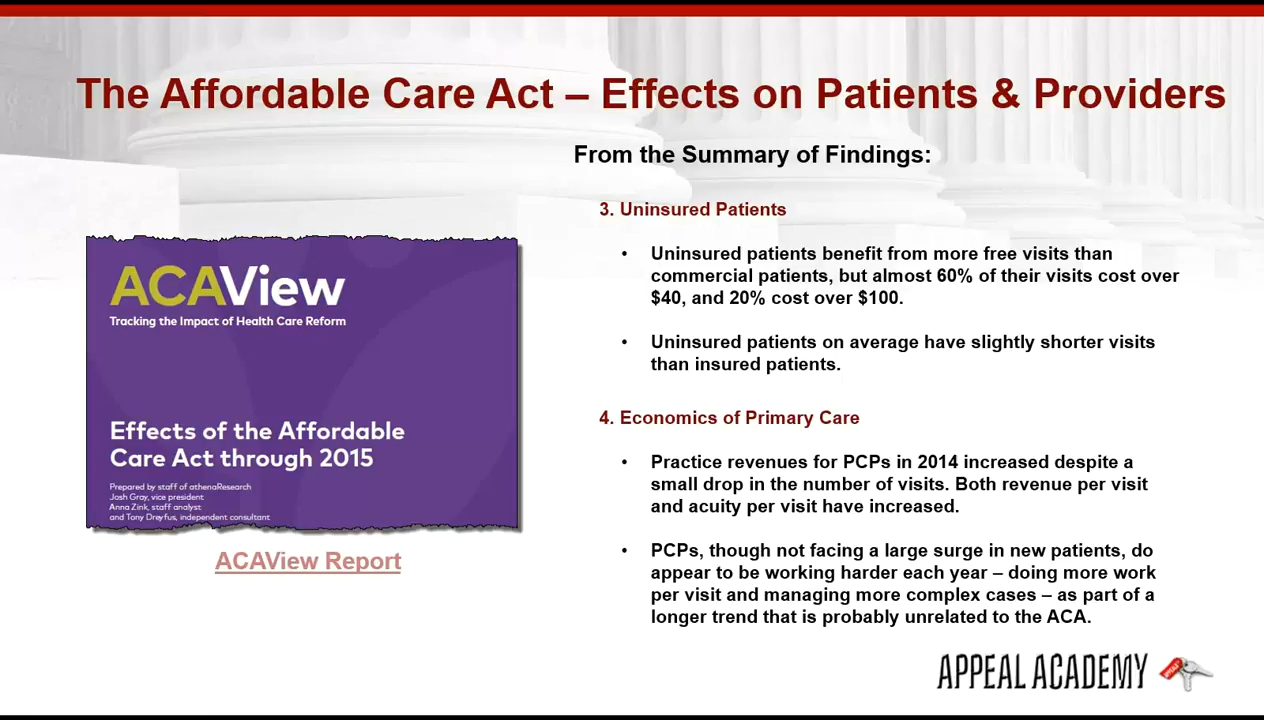 The Affordable Care Act – Effects on Patients & Providers
From the Summary of Findings:
3. Uninsured Patients
• Uninsured patients benefit from more free visits than
commercial patients, but almost 60% of their visits cost over
$40, and 20% cost over $100.
• Uninsured patients on average have slightly shorter visits
than insured patients.
4. Economics of Primary Care
• Practice revenues for PCPs in 2014 increased despite a
small drop in the number of visits. Both revenue per visit
and acuity per visit have increased.
• PCPs, though not facing a large surge in new patients, do
appear to be working harder each year – doing more work
per visit and managing more complex cases – as part of a
longer trend that is probably unrelated to the ACA.
ACAView
Tracking the Impact of Health Care Reform
Effects of the Affordable
Care Act through 2015
Prepared by staff of athenaResearch
Josh Gray, vice president
Anna Zink, staff analyst
and Tony Dreyfus, independent consultant
ACAView Report
APPEAL ACADEMY